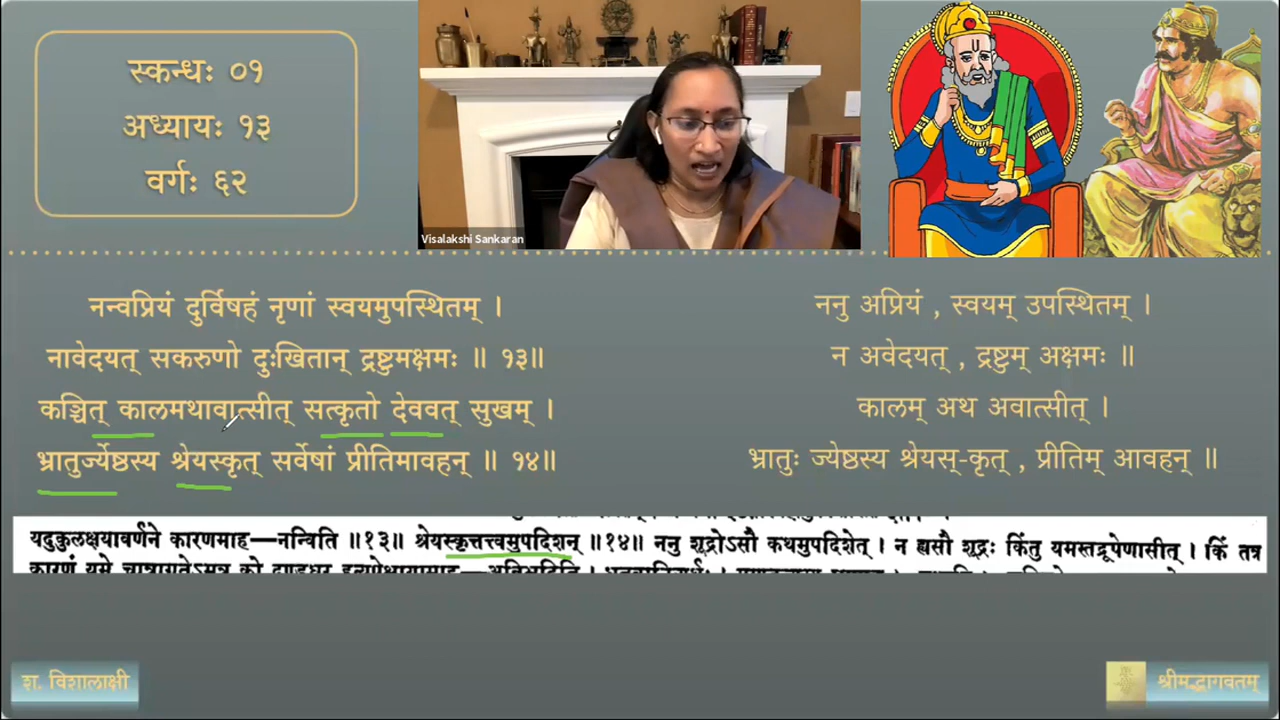 स्कन्धः ०१
अध्यायः १३
वर्गः ६२
Visalakshi Sankaran
नन्वप्रियं दुर्विषहं नृणां स्वयमुपस्थितम् ।
नावेदयत् सकरुणो दुःखितान् द्रष्टुमक्षमः ॥ १३॥
कञ्चित् कालमथावात्सीत् सत्कृतो देववत् सुखम् ।
भ्रातुर्ज्येष्ठस्य श्रेयस्कृत् सर्वेषां प्रीतिमावहन् ॥ १४॥
ननु अप्रियं , स्वयम् उपस्थितम् ।
न अवेदयत् , द्रष्टुम् अक्षमः ॥
कालम् अथ अवात्सीत् ।
भ्रातुः ज्येष्ठस्य श्रेयस्-कृत् , प्रीतिम् आवहन् ॥
यदुकुलक्षयावर्णने कारणमाह—नन्विति ॥१३॥ श्रेयस्कृत्तत्त्वमुपदिशन् ॥१४॥ ननु शूद्रोऽसौ कथमुपदिशेत् । न ह्यसौ शूद्रः किंतु यमस्तद्रूपेणासीत् । किं तत्र
श. विशालाक्षी
श्रीमद्भागवतम्